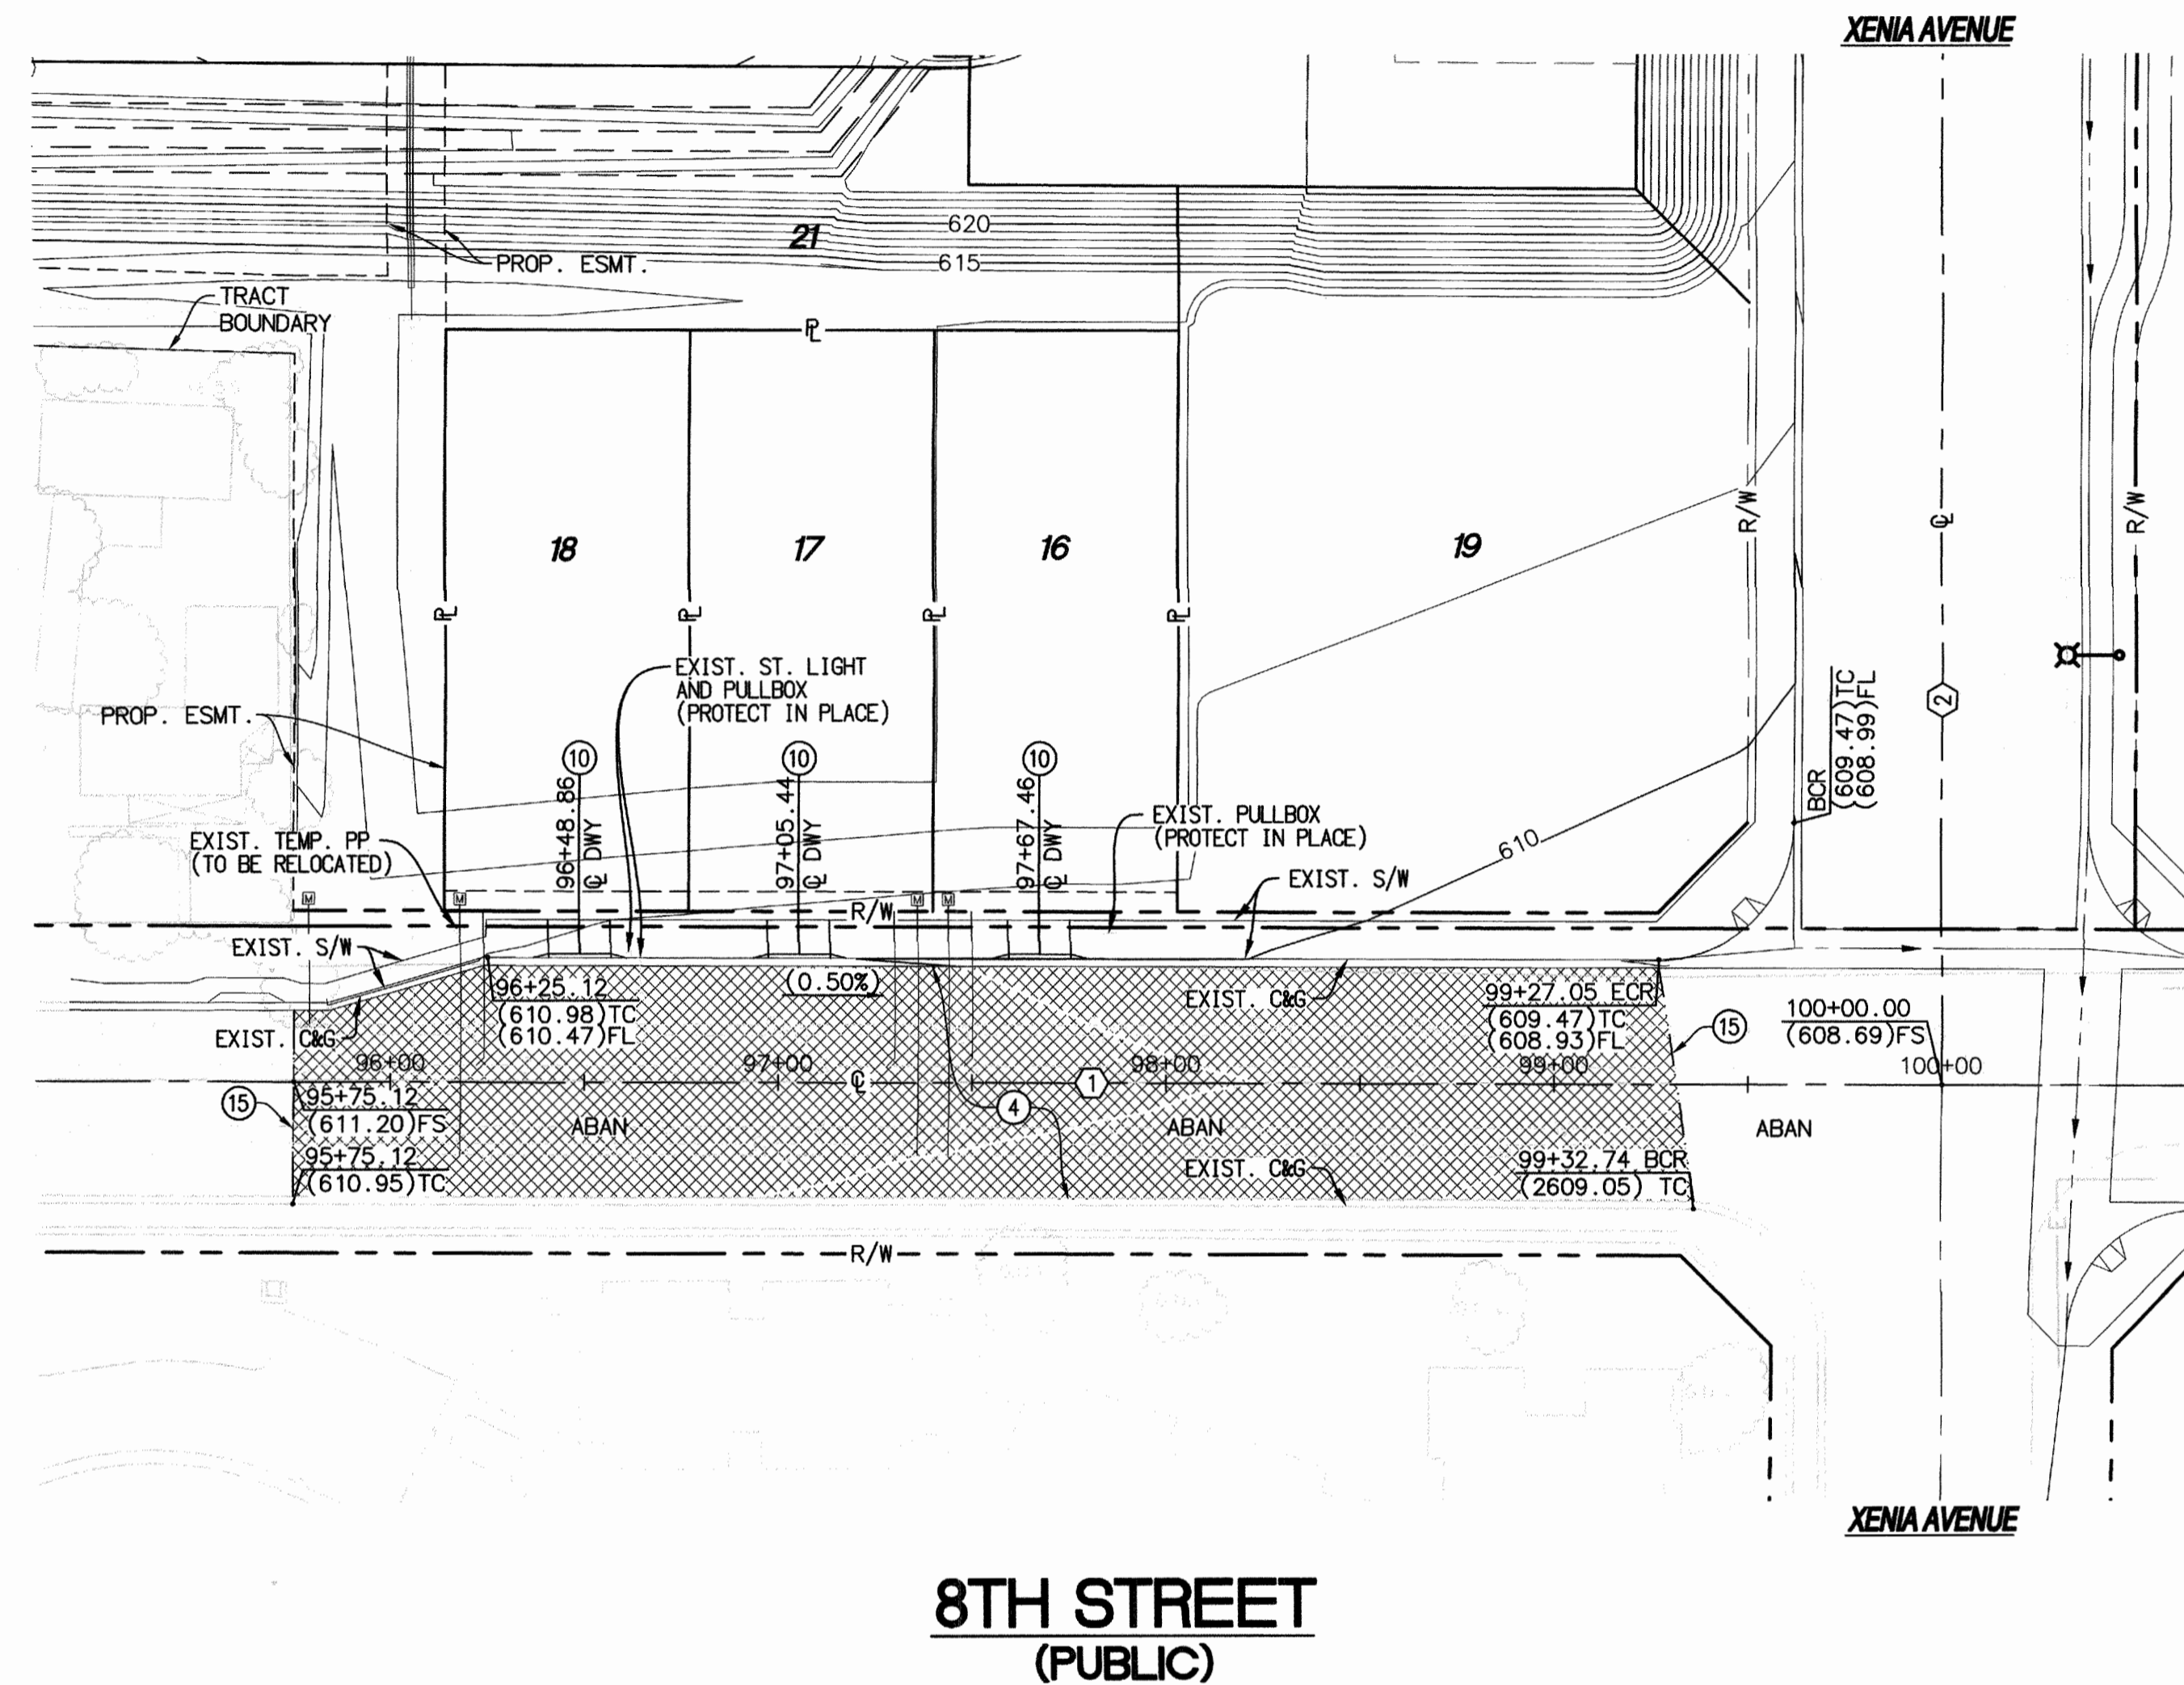 XENIA AVENUE
620
21
615
PROP. ESMT.
TRACT
BOUNDARY
PL
R/W
CL
R/W
18
17
16
19
PL
PL
PL
PL
EXIST. ST. LIGHT
AND PULLBOX
(PROTECT IN PLACE)
PROP. ESMT.
2
BCR
(609.47)TC
(608.99)FL
10
10
10
96+48.86
CL DWY
97+05.44
CL DWY
97+67.46
CL DWY
EXIST. PULLBOX
(PROTECT IN PLACE)
EXIST. TEMP. PP
(TO BE RELOCATED)
610
EXIST. S/W
M
M
M
M
R/W
EXIST. S/W
96+25.12
(610.98)TC
(610.47)FL
(0.50%)
EXIST. C&G
99+27.05 ECR
(609.47)TC
(608.93)FL
15
100+00.00
(608.69)FS
EXIST. C&G
96+00
97+00
98+00
99+00
100+00
CL
1
15
95+75.12
(611.20)FS
4
ABAN
ABAN
ABAN
95+75.12
(610.95)TC
EXIST. C&G
99+32.74 BCR
(2609.05) TC
R/W
XENIA AVENUE
8TH STREET
(PUBLIC)